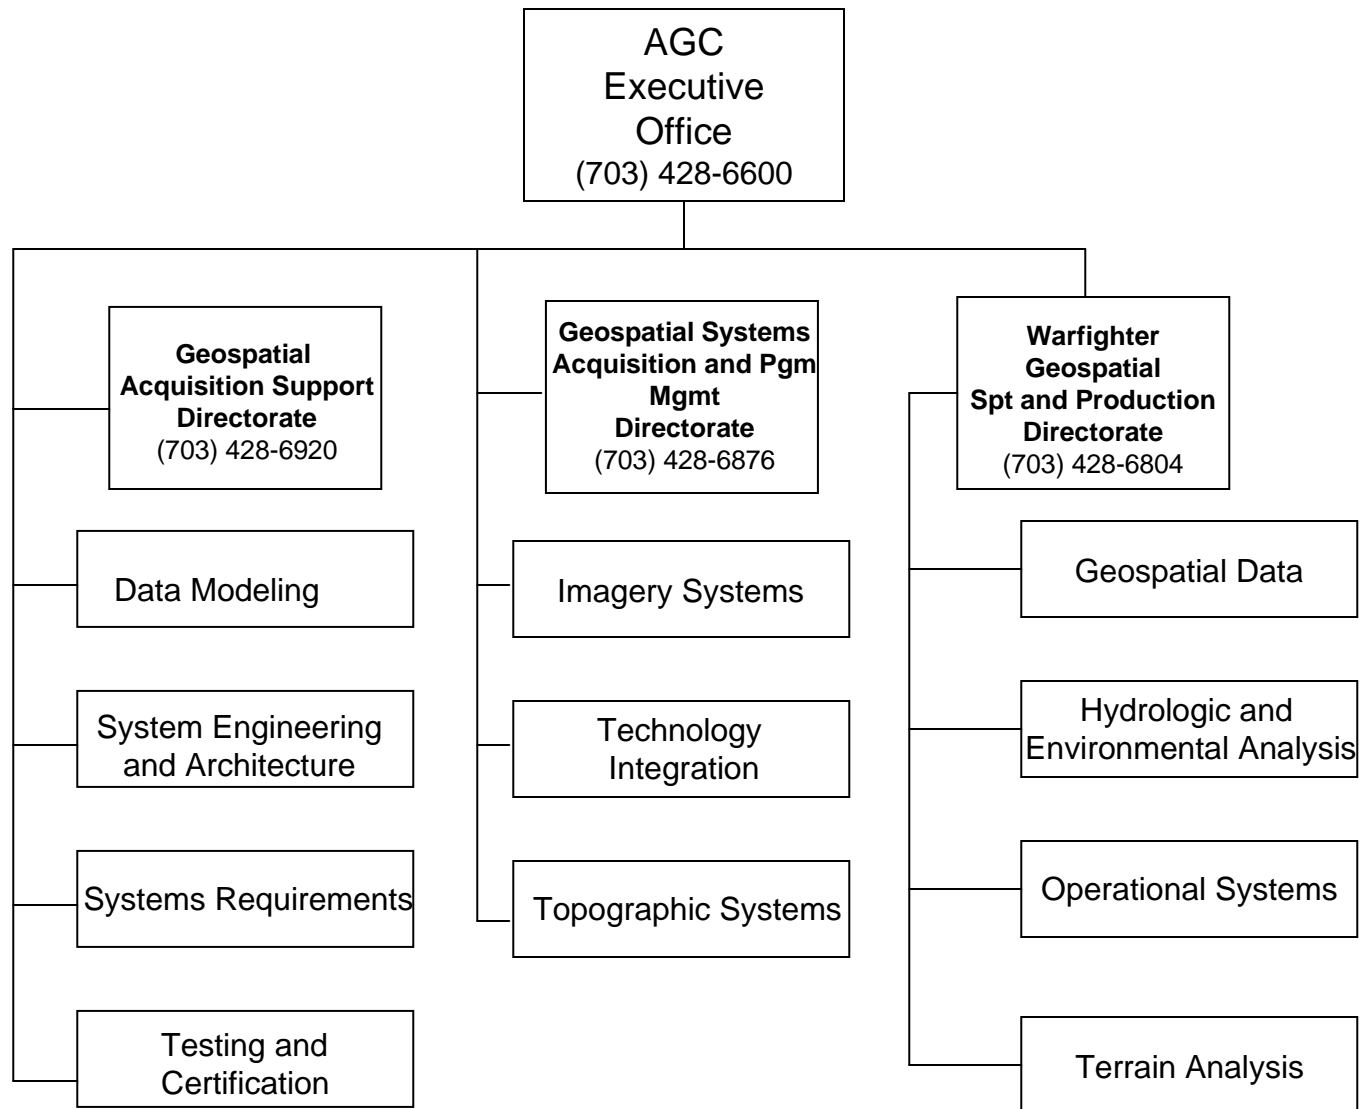 AGC
Executive
Office
(703) 428-6600
Geospatial
Acquisition Support
Directorate
(703) 428-6920
Data Modeling
System Engineering
and Architecture
Systems Requirements
Testing and
Certification
Geospatial Systems
Acquisition and Pgm
Mgmt
Directorate
(703) 428-6876
Imagery Systems
Technology
Integration
Topographic Systems
Warfighter
Geospatial
Spt and Production
Directorate
(703) 428-6804
Geospatial Data
Hydrologic and
Environmental Analysis
Operational Systems
Terrain Analysis